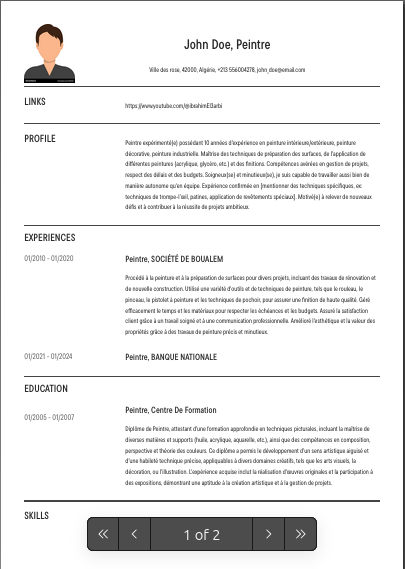 John Doe, Peintre
Ville des rose, 42000, Algérie, +213 556004278, john_doe@email.com
LINKS
https://www.youtube.com/@ibrahimElarbi
PROFILE
Peintre expérimenté(e) possédant 10 années d'expérience en peinture intérieure/extérieure, peinture
décorative, peinture industrielle. Maîtrise des techniques de préparation des surfaces, de l'application de
différentes peintures (acrylique, glycéro, etc.) et des finitions. Compétences avérées en gestion de projets,
respect des délais et des budgets. Soigneux(se) et minutieux(se), je suis capable de travailler aussi bien de
manière autonome qu'en équipe. Expérience confirmée en [mentionner des techniques spécifiques, ex:
techniques de trompe-l'œil, patines, application de revêtements spéciaux]. Motivé(e) à relever de nouveaux
défis et à contribuer à la réussite de projets ambitieux.
EXPERIENCES
01/2010 - 01/2020
Peintre, SOCIÉTÉ DE BOUALEM
Procédé à la peinture et à la préparation de surfaces pour divers projets, incluant des travaux de rénovation et
de nouvelle construction. Utilisé une variété d'outils et de techniques de peinture, tels que le rouleau, le
pinceau, le pistolet à peinture et les techniques de pochoir, pour assurer une finition de haute qualité. Géré
efficacement le temps et les matériaux pour respecter les échéances et les budgets. Assuré la satisfaction
client grâce à un travail soigné et à une communication professionnelle. Amélioré l'esthétique et la valeur des
propriétés grâce à des travaux de peinture précis et minutieux.
01/2021 - 01/2024
Peintre, BANQUE NATIONALE
EDUCATION
01/2005 - 01/2007
Peintre, Centre De Formation
Diplôme de Peintre, attestant d'une formation approfondie en techniques picturales, incluant la maîtrise de
diverses matières et supports (huile, acrylique, aquarelle, etc.), ainsi que des compétences en composition,
perspective et théorie des couleurs. Ce diplôme a permis le développement d'un sens artistique aiguisé et
d'une habileté technique précise, appliquables à divers domaines créatifs, tels que les arts visuels, la
décoration, ou l'illustration. L'expérience acquise inclut la réalisation d'œuvres originales et la participation à
des expositions, démontrant une aptitude à la création artistique et à la gestion de projets.
SKILLS
1 of 2